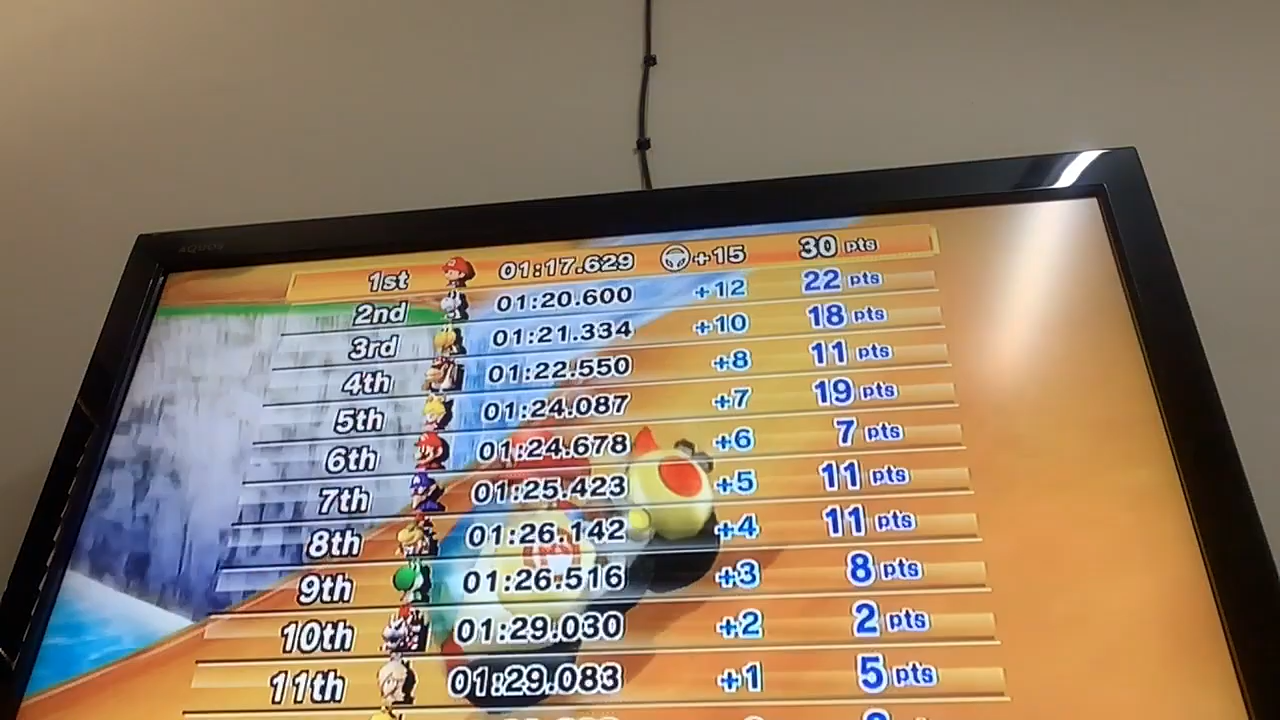 AQUOS
1st 01:17.629 +15 30 pts
2nd 01:20.600 +12 22 pts
3rd 01:21.334 +10 18 pts
4th 01:22.550 +8 11 pts
5th 01:24.087 +7 19 pts
6th 01:24.678 +6 7 pts
7th 01:25.423 +5 11 pts
8th 01:26.142 +4 11 pts
9th 01:26.516 +3 8 pts
10th 01:29.030 +2 2 pts
11th 01:29.083 +1 5 pts